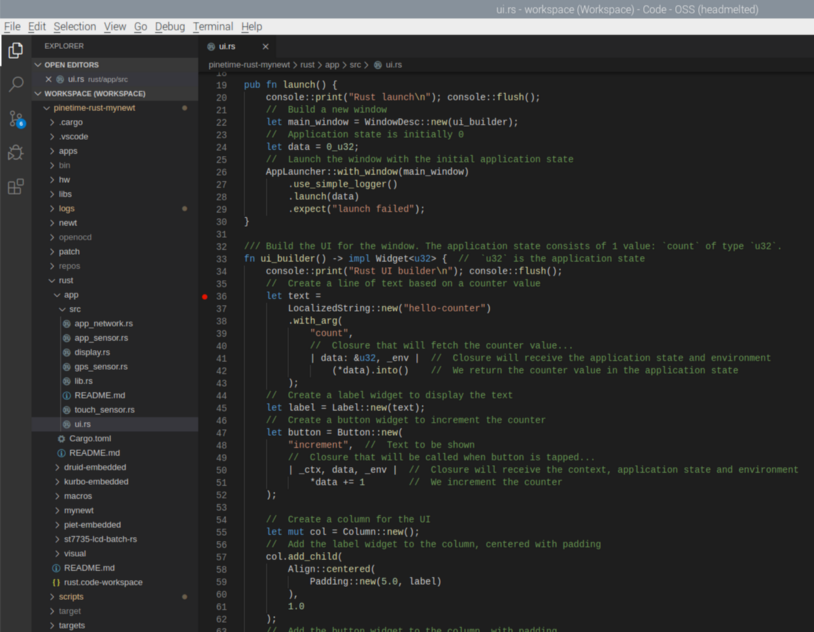 ui.rs - workspace (Workspace) - Code - OSS (headmelted)
File Edit Selection View Go Debug Terminal Help
EXPLORER
OPEN EDITORS
ui.rs rust/app/src
WORKSPACE (WORKSPACE)
pinetime-rust-mynewt
.cargo
.vscode
apps
bin
hw
libs
logs
newt
openocd
patch
repos
rust
app
src
app_network.rs
app_sensor.rs
display.rs
gps_sensor.rs
lib.rs
README.md
touch_sensor.rs
ui.rs
Cargo.toml
README.md
druid-embedded
kurbo-embedded
macros
mynewt
piet-embedded
st7735-lcd-batch-rs
visual
README.md
rust.code-workspace
scripts
target
targets
6
ui.rs
pinetime-rust-mynewt > rust > app > src > ui.rs
18
19 pub fn launch() {
20 console::print("Rust launch\n"); console::flush();
21 // Build a new window
22 let main_window = WindowDesc::new(ui_builder);
23 // Application state is initially 0
24 let data = 0_u32;
25 // Launch the window with the initial application state
26 AppLauncher::with_window(main_window)
27 .use_simple_logger()
28 .launch(data)
29 .expect("launch failed");
30 }
31
32 /// Build the UI for the window. The application state consists of 1 value: `count` of type `u32`.
33 fn ui_builder() -> impl Widget<u32> { // `u32` is the application state
34 console::print("Rust UI builder\n"); console::flush();
35 // Create a line of text based on a counter value
36 let text =
37 LocalizedString::new("hello-counter")
38 .with_arg(
39 "count",
40 // Closure that will fetch the counter value...
41 | data: &u32, _env | // Closure will receive the application state and environment
42 (*data).into() // We return the counter value in the application state
43 );
44 // Create a label widget to display the text
45 let label = Label::new(text);
46 // Create a button widget to increment the counter
47 let button = Button::new(
48 "increment", // Text to be shown
49 // Closure that will be called when button is tapped...
50 | _ctx, data, _env | // Closure will receive the context, application state and environment
51 *data += 1 // We increment the counter
52 );
53
54 // Create a column for the UI
55 let mut col = Column::new();
56 // Add the label widget to the column, centered with padding
57 col.add_child(
58 Align::centered(
59 Padding::new(5.0, label)
60 ),
61 1.0
62 );
63 // Add the button widget to the column, with padding